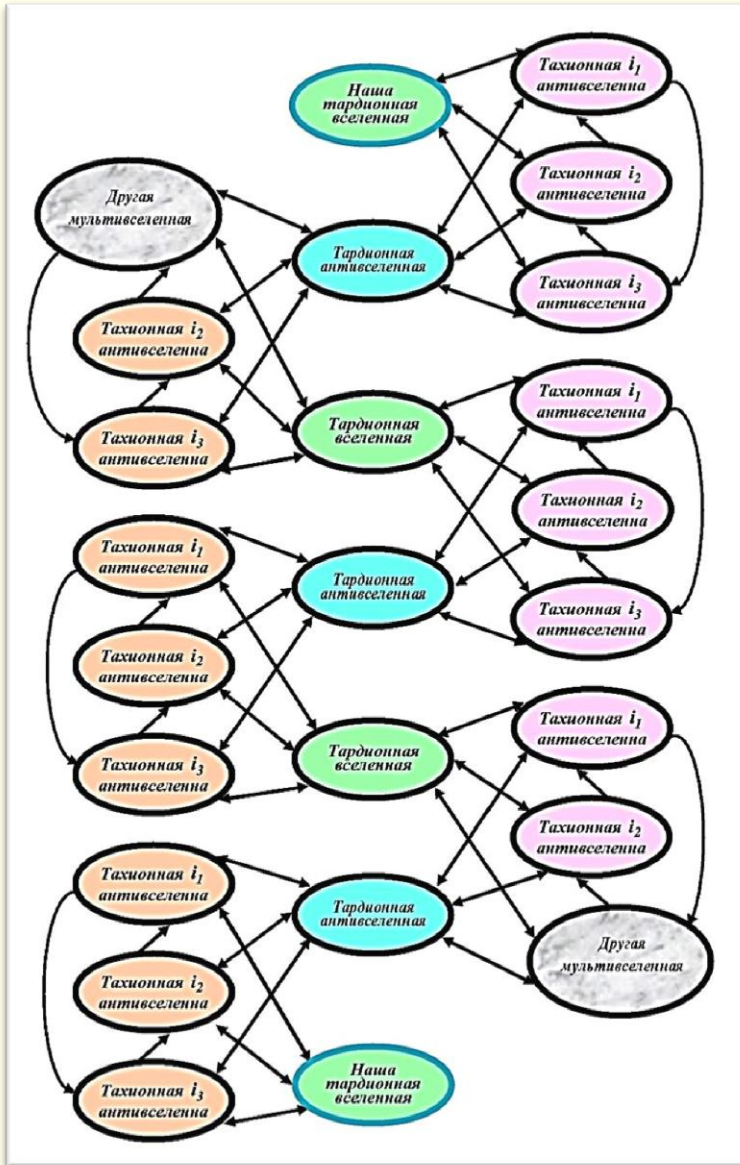 Тахионная i₁
антивселенна
Наша
тардионная
вселенная
Тахионная i₂
антивселенна
Другая
мультивселенная
Тардионная
антивселенная
Тахионная i₃
антивселенна
Тахионная i₂
антивселенна
Тахионная i₁
антивселенна
Тардионная
вселенная
Тахионная i₃
антивселенна
Тахионная i₂
антивселенна
Тахионная i₁
антивселенна
Тардионная
антивселенная
Тахионная i₃
антивселенна
Тахионная i₂
антивселенна
Тахионная i₁
антивселенна
Тардионная
вселенная
Тахионная i₃
антивселенна
Тахионная i₂
антивселенна
Тахионная i₁
антивселенна
Тардионная
антивселенная
Другая
мультивселенная
Тахионная i₂
антивселенна
Наша
тардионная
вселенная
Тахионная i₃
антивселенна